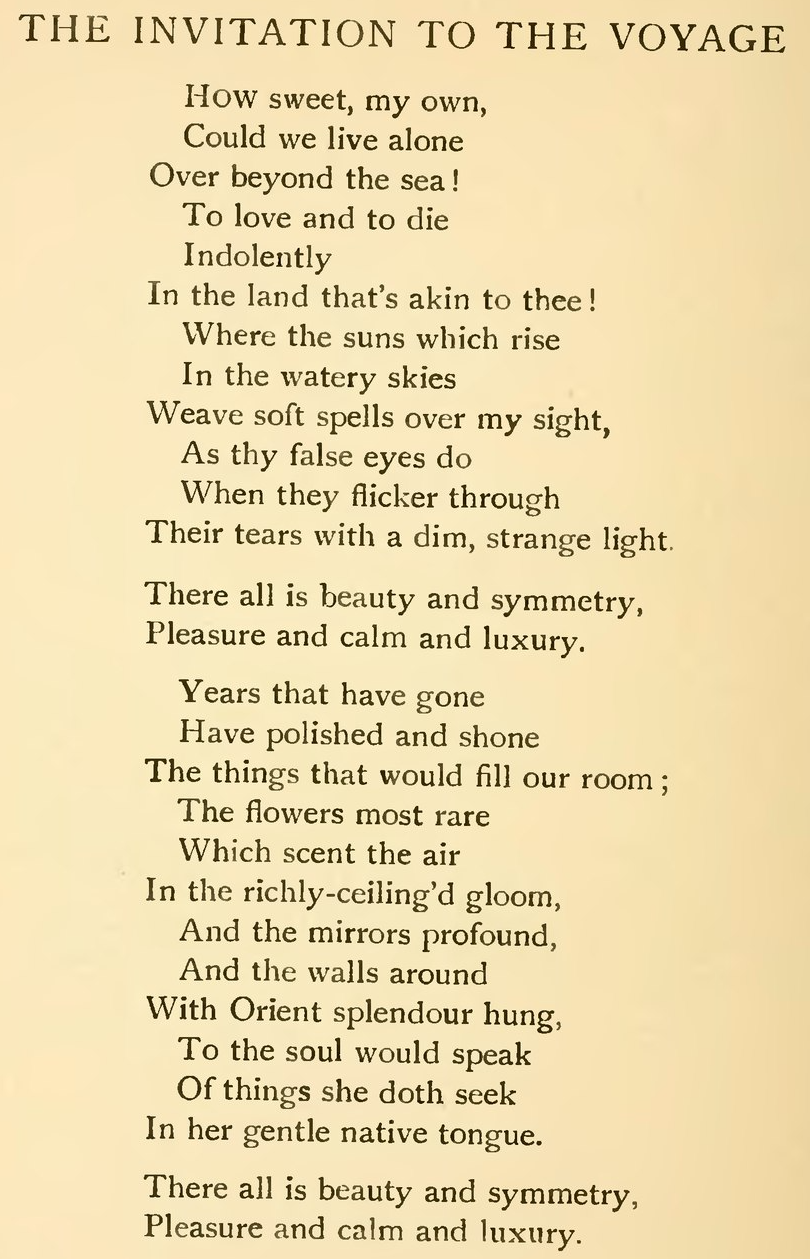 THE INVITATION TO THE VOYAGE
How sweet, my own,
Could we live alone
Over beyond the sea!
To love and to die
Indolently
In the land that's akin to thee!
Where the suns which rise
In the watery skies
Weave soft spells over my sight,
As thy false eyes do
When they flicker through
Their tears with a dim, strange light.
There all is beauty and symmetry,
Pleasure and calm and luxury.
Years that have gone
Have polished and shone
The things that would fill our room;
The flowers most rare
Which scent the air
In the richly-ceiling'd gloom,
And the mirrors profound,
And the walls around
With Orient splendour hung,
To the soul would speak
Of things she doth seek
In her gentle native tongue.
There all is beauty and symmetry,
Pleasure and calm and luxury.